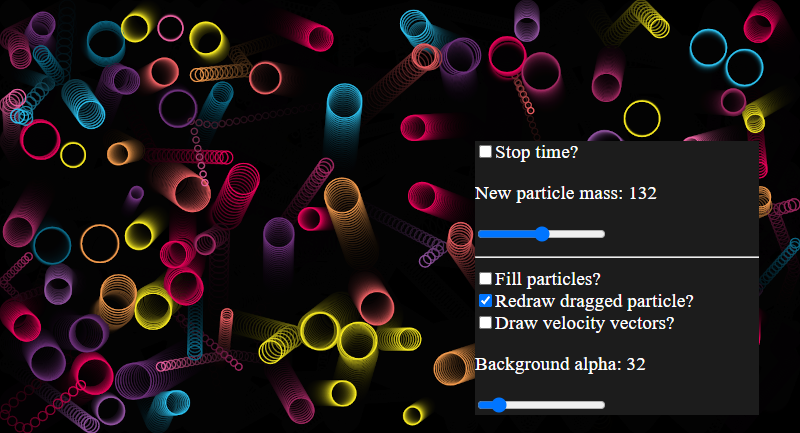 Stop time?
New particle mass: 132
Fill particles?
Redraw dragged particle?
Draw velocity vectors?
Background alpha: 32